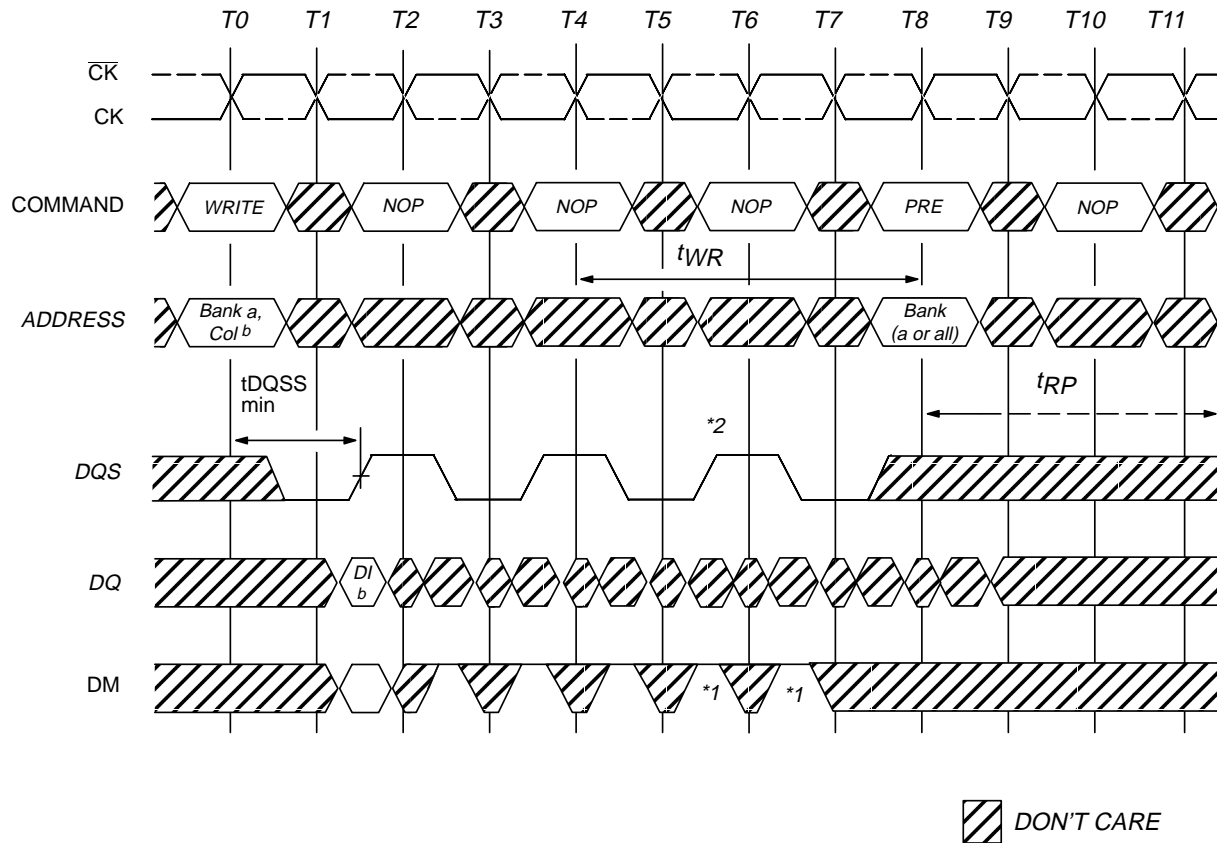 T0 T1 T2 T3 T4 T5 T6 T7 T8 T9 T10 T11
CK
CK
COMMAND WRITE NOP NOP NOP PRE NOP
tWR
ADDRESS Bank a, Col b Bank (a or all)
tDQSS min
tRP
*2
DQS
DQ DI b
DM *1 *1
DON'T CARE